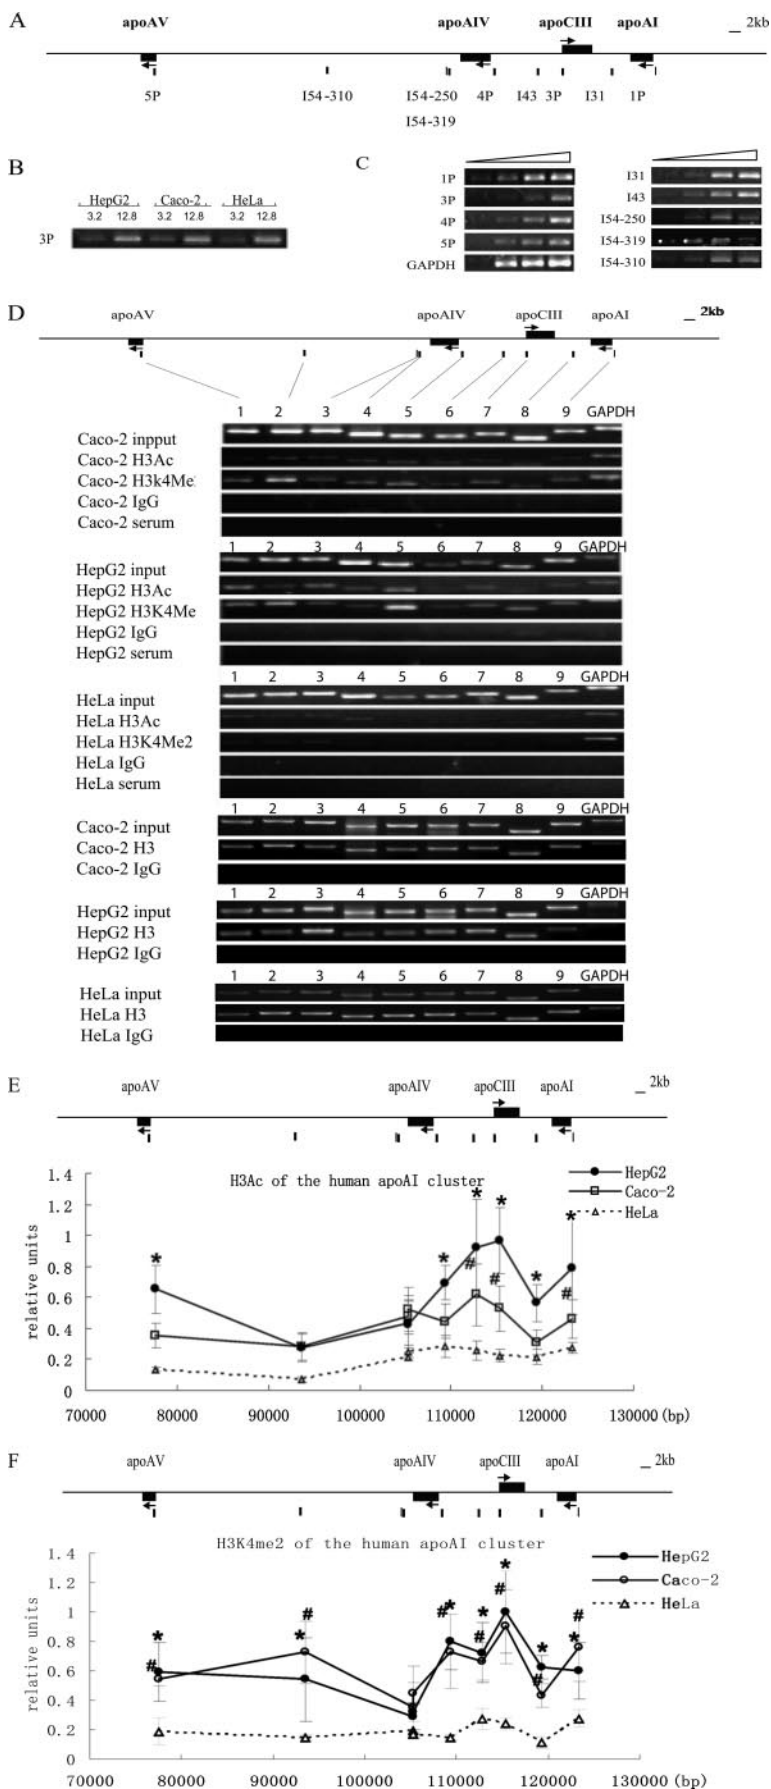 A
apoAV apoAIV apoCIII apoAI 2kb
5P I54-310 I54-250 4P I43 3P I31 1P
I54-319
B
HepG2 Caco-2 HeLa
3.2 12.8 3.2 12.8 3.2 12.8
3P
C
1P I31
3P I43
4P I54-250
5P I54-319
GAPDH I54-310
D
apoAV apoAIV apoCIII apoAI 2kb
1 2 3 4 5 6 7 8 9 GAPDH
Caco-2 inpput
Caco-2 H3Ac
Caco-2 H3k4Me
Caco-2 IgG
Caco-2 serum
1 2 3 4 5 6 7 8 9 GAPDH
HepG2 input
HepG2 H3Ac
HepG2 H3K4Me
HepG2 IgG
HepG2 serum
1 2 3 4 5 6 7 8 9 GAPDH
HeLa input
HeLa H3Ac
HeLa H3K4Me2
HeLa IgG
HeLa serum
1 2 3 4 5 6 7 8 9 GAPDH
Caco-2 input
Caco-2 H3
Caco-2 IgG
1 2 3 4 5 6 7 8 9 GAPDH
HepG2 input
HepG2 H3
HepG2 IgG
1 2 3 4 5 6 7 8 9 GAPDH
HeLa input
HeLa H3
HeLa IgG
E
apoAV apoAIV apoCIII apoAI 2kb
H3Ac of the human apoAI cluster
HepG2
Caco-2
HeLa
relative units
1.4
1.2
1
0.8
0.6
0.4
0.2
0
* * * * * *
# # #
70000 80000 90000 100000 110000 120000 130000 (bp)
F
apoAV apoAIV apoCIII apoAI 2kb
H3K4me2 of the human apoAI cluster
HepG2
Caco-2
HeLa
relative units
1.4
1.2
1
0.8
0.6
0.4
0.2
0
* * * * * * *
# # # # # # #
70000 80000 90000 100000 110000 120000 130000 (bp)